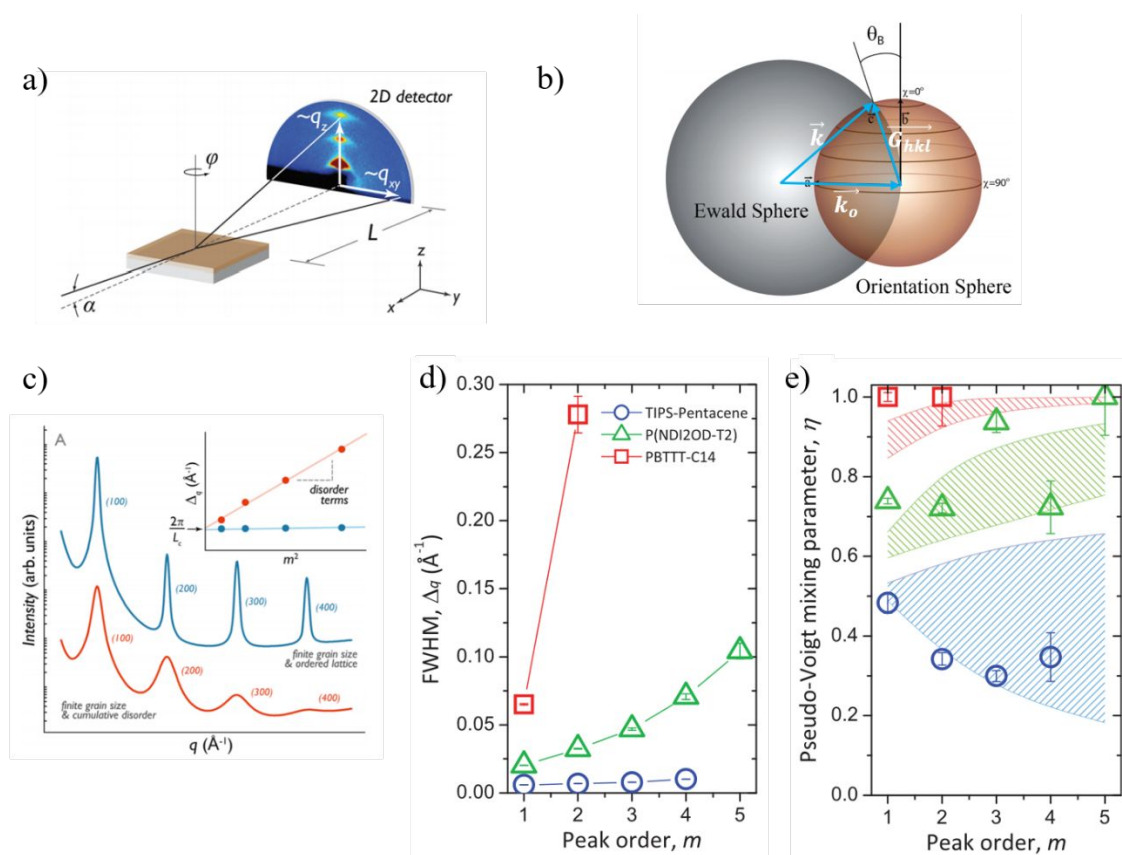 a)
2D detector
~q_z
~q_xy
φ
L
α
z
y
x
b)
θ_B
χ=0°
b
c
k
G_hkl
a
χ=90°
k_o
Ewald Sphere
Orientation Sphere
c)
A
Intensity (arb. units)
(100)
(200)
(300)
(400)
finite grain size
& ordered lattice
(100)
(200)
(300)
(400)
finite grain size
& cumulative disorder
q (Å⁻¹)
Δ_q (Å⁻¹)
2π
L_c
disorder
terms
m²
d)
FWHM, Δq (Å⁻¹)
0.30
0.25
0.20
0.15
0.10
0.05
0.00
TIPS-Pentacene
P(NDI2OD-T2)
PBTTT-C14
1 2 3 4 5
Peak order, m
e)
Pseudo-Voigt mixing parameter, η
1.0
0.8
0.6
0.4
0.2
0.0
1 2 3 4 5
Peak order, m